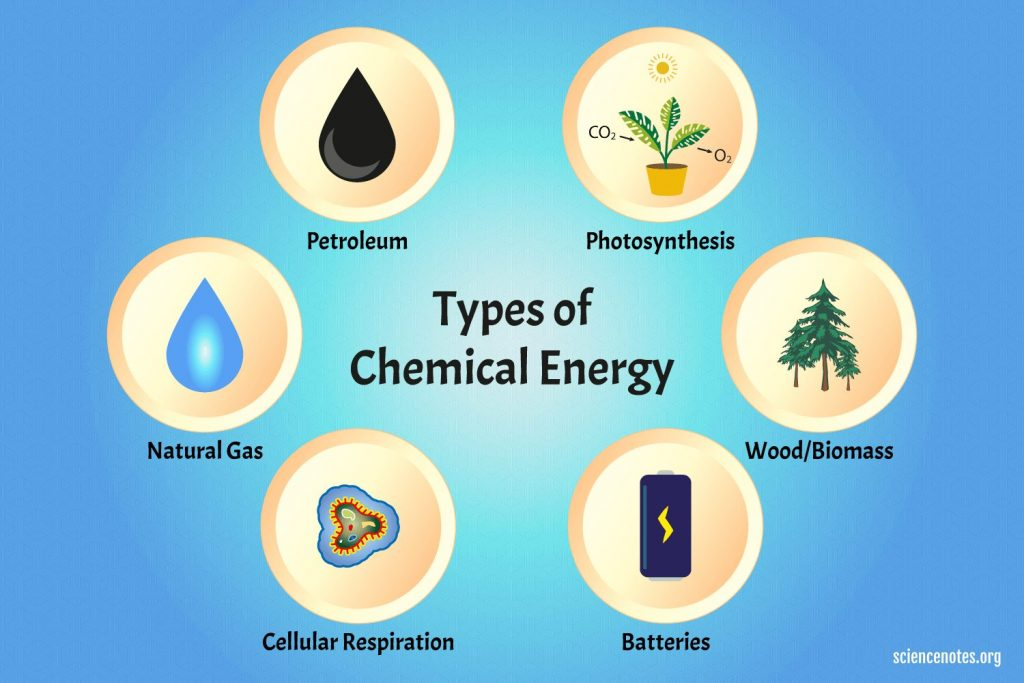 CO₂
O₂
Petroleum
Photosynthesis
Types of
Chemical Energy
Natural Gas
Wood/Biomass
Cellular Respiration
Batteries
sciencenotes.org